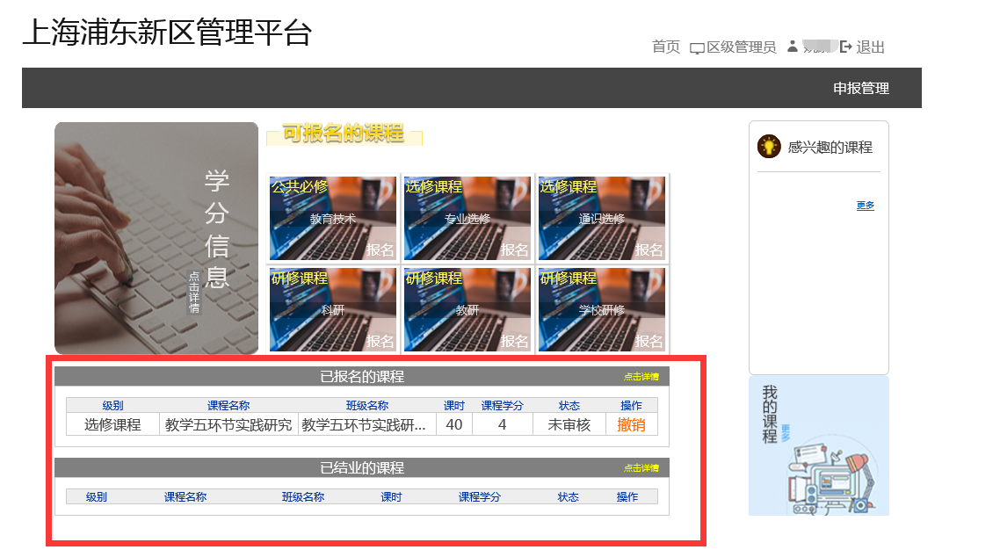 上海浦东新区管理平台
首页 区级管理员 退出
申报管理
学分信息
点击详情
可报名的课程
公共必修 选修课程 选修课程
教育技术 专业选修 通识选修
报名 报名 报名
研修课程 研修课程 研修课程
科研 教研 学校研修
报名 报名 报名
感兴趣的课程
更多
已报名的课程 点击详情
级别 课程名称 班级名称 课时 课程学分 状态 操作
选修课程 教学五环节实践研究 教学五环节实践研... 40 4 未审核 撤销
已结业的课程 点击详情
级别 课程名称 班级名称 课时 课程学分 状态 操作
我的课程
更多